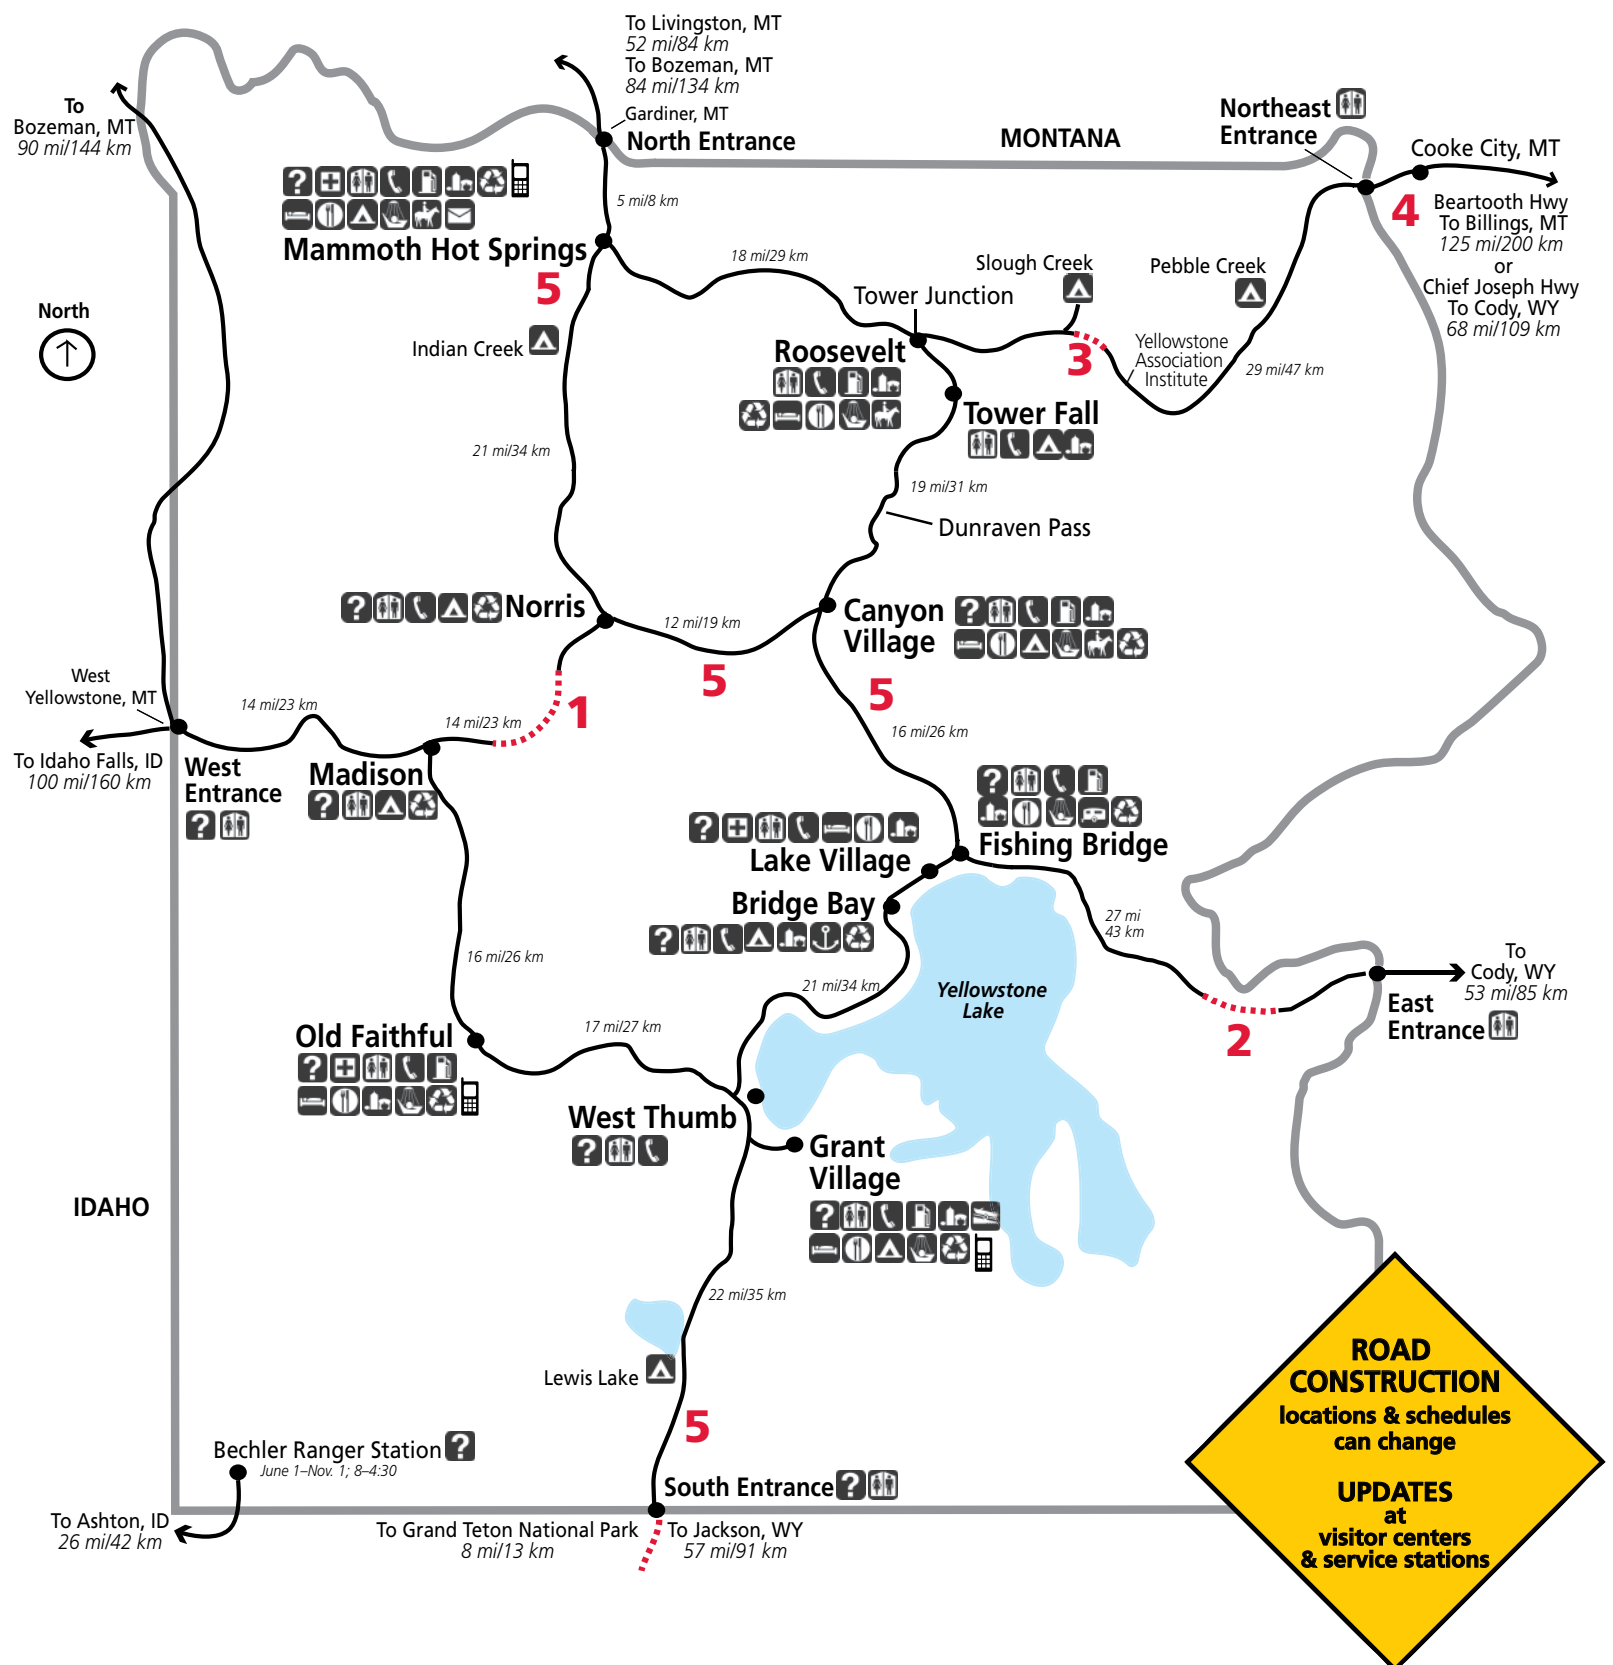 To Livingston, MT
52 mi/84 km
To Bozeman, MT
84 mi/134 km
Gardiner, MT
North Entrance
To
Bozeman, MT
90 mi/144 km
MONTANA
Northeast
Entrance
Cooke City, MT
4
Beartooth Hwy
To Billings, MT
125 mi/200 km
or
Chief Joseph Hwy
To Cody, WY
68 mi/109 km
5 mi/8 km
Mammoth Hot Springs
5
18 mi/29 km
Slough Creek
Pebble Creek
Tower Junction
North
Indian Creek
Roosevelt
3
Yellowstone
Association
Institute
29 mi/47 km
Tower Fall
21 mi/34 km
19 mi/31 km
Dunraven Pass
Norris
12 mi/19 km
Canyon
Village
5
5
West
Yellowstone, MT
14 mi/23 km
14 mi/23 km
1
16 mi/26 km
To Idaho Falls, ID
100 mi/160 km
West
Entrance
Madison
Fishing Bridge
Lake Village
Bridge Bay
27 mi
43 km
16 mi/26 km
21 mi/34 km
Yellowstone
Lake
To
Cody, WY
53 mi/85 km
East
Entrance
2
Old Faithful
17 mi/27 km
West Thumb
Grant
Village
IDAHO
22 mi/35 km
Lewis Lake
5
Bechler Ranger Station
June 1–Nov. 1; 8–4:30
South Entrance
To Ashton, ID
26 mi/42 km
To Grand Teton National Park
8 mi/13 km
To Jackson, WY
57 mi/91 km
ROAD
CONSTRUCTION
locations & schedules
can change
UPDATES
at
visitor centers
& service stations